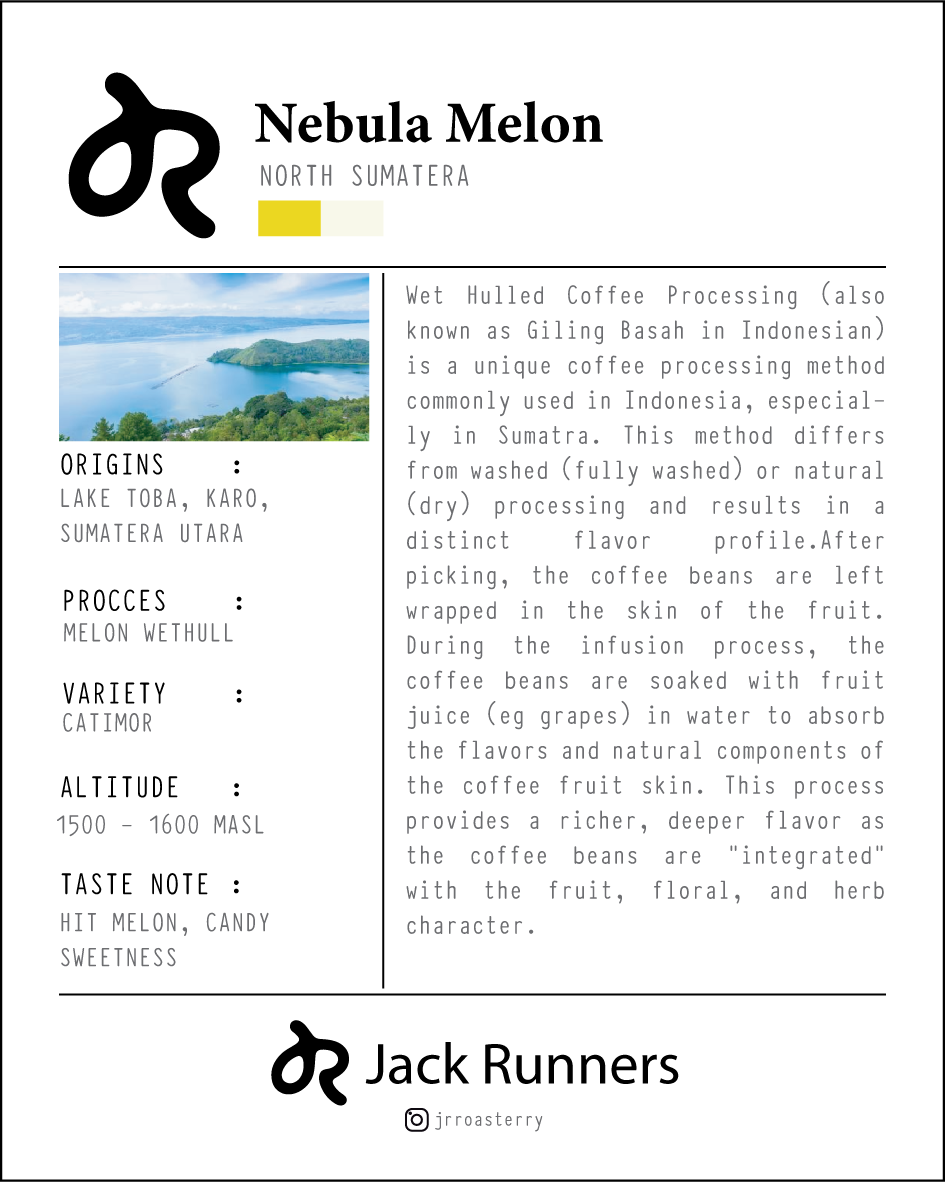 Nebula Melon
NORTH SUMATERA
ORIGINS :
LAKE TOBA, KARO,
SUMATERA UTARA
PROCCES :
MELON WETHULL
VARIETY :
CATIMOR
ALTITUDE :
1500 - 1600 MASL
TASTE NOTE :
HIT MELON, CANDY
SWEETNESS
Wet Hulled Coffee Processing (also
known as Giling Basah in Indonesian)
is a unique coffee processing method
commonly used in Indonesia, especial-
ly in Sumatra. This method differs
from washed (fully washed) or natural
(dry) processing and results in a
distinct flavor profile.After
picking, the coffee beans are left
wrapped in the skin of the fruit.
During the infusion process, the
coffee beans are soaked with fruit
juice (eg grapes) in water to absorb
the flavors and natural components of
the coffee fruit skin. This process
provides a richer, deeper flavor as
the coffee beans are "integrated"
with the fruit, floral, and herb
character.
Jack Runners
jrroasterry